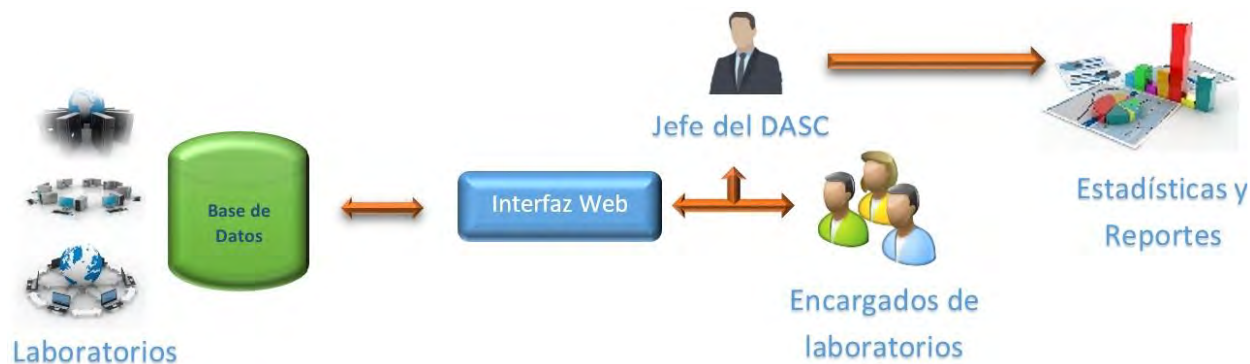 Laboratorios
Base de
Datos
Interfaz Web
Jefe del DASC
Encargados de
laboratorios
Estadísticas y
Reportes